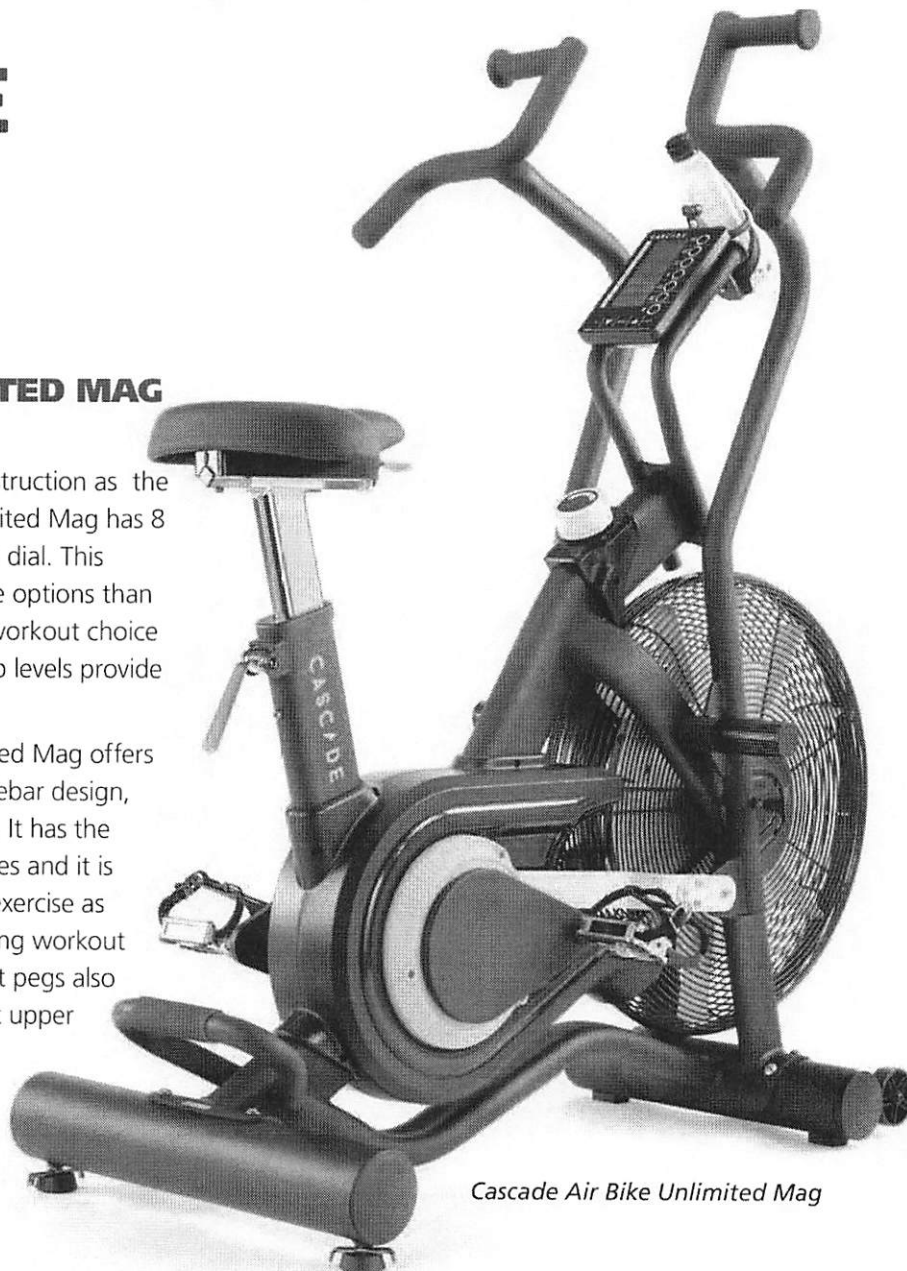 E
TED MAG
struction as the
ited Mag has 8
dial. This
e options than
workout choice
p levels provide
ed Mag offers
ebar design,
It has the
es and it is
exercise as
ng workout
t pegs also
t upper
CASCADE
Cascade Air Bike Unlimited Mag